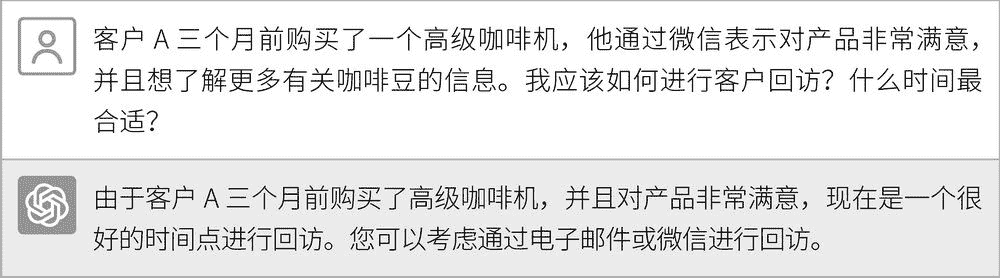 客户 A 三个月前购买了一个高级咖啡机，他通过微信表示对产品非常满意，
并且想了解更多有关咖啡豆的信息。我应该如何进行客户回访？什么时间最
合适？
由于客户 A 三个月前购买了高级咖啡机，并且对产品非常满意，现在是一个很
好的时间点进行回访。您可以考虑通过电子邮件或微信进行回访。